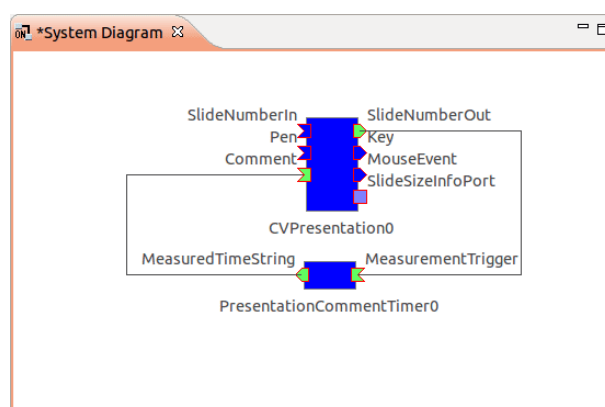 *System Diagram
SlideNumberIn
SlideNumberOut
Pen
Key
Comment
MouseEvent
SlideSizeInfoPort
CVPresentation0
MeasuredTimeString
MeasurementTrigger
PresentationCommentTimer0